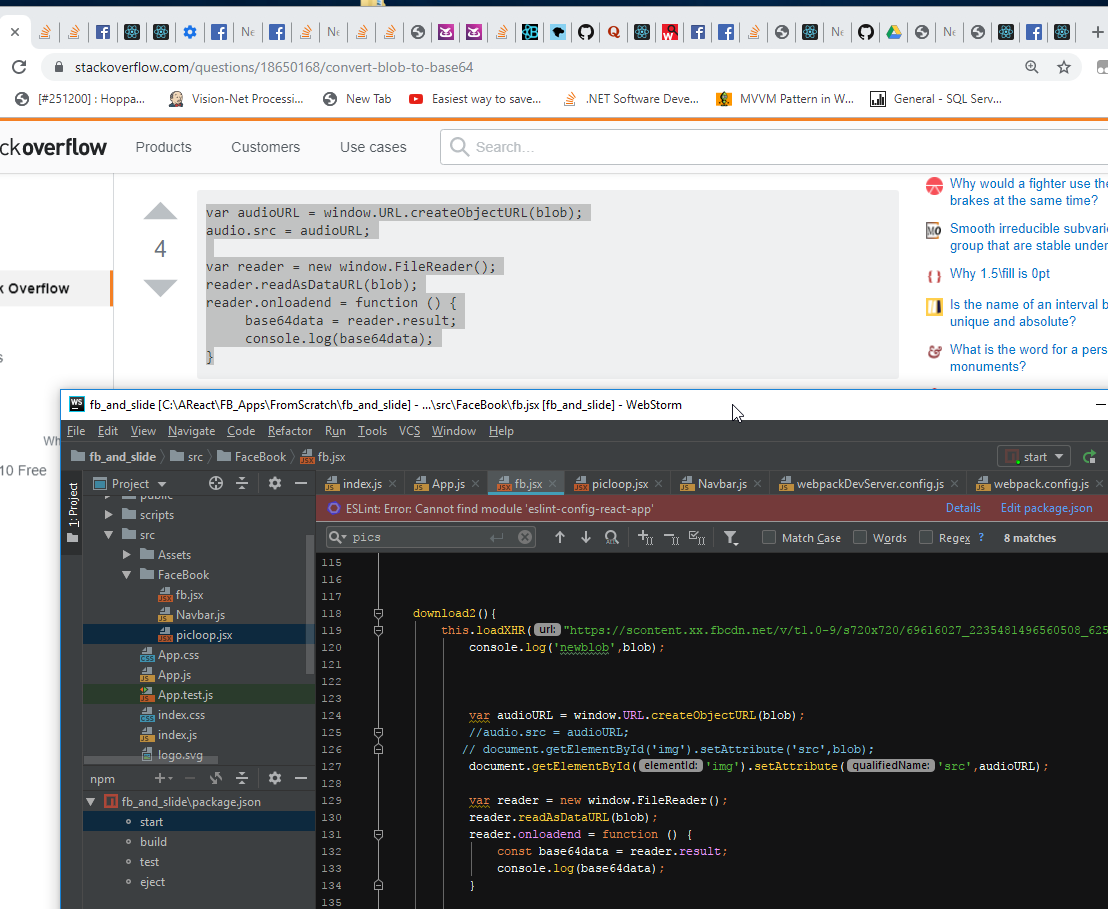 Ne
Ne
Ne
Ne
stackoverflow.com/questions/18650168/convert-blob-to-base64
[#251200] : Hoppa...
Vision-Net Processi...
New Tab
Easiest way to save...
.NET Software Deve...
MVVM Pattern in W...
General - SQL Serv...
ck overflow
Products
Customers
Use cases
Search...
k Overflow
s
Wh
10 Free
4
var audioURL = window.URL.createObjectURL(blob);
audio.src = audioURL;
var reader = new window.FileReader();
reader.readAsDataURL(blob);
reader.onloadend = function () {
base64data = reader.result;
console.log(base64data);
}
Why would a fighter use the
brakes at the same time?
MO
Smooth irreducible subvari
group that are stable under
Why 1.5\fill is 0pt
Is the name of an interval b
unique and absolute?
What is the word for a pers
monuments?
WS
fb_and_slide [C:\AReact\FB_Apps\FromScratch\fb_and_slide] - ...\src\FaceBook\fb.jsx [fb_and_slide] - WebStorm
File Edit View Navigate Code Refactor Run Tools VCS Window Help
fb_and_slide src FaceBook fb.jsx
start
1: Project
Project
public
scripts
src
Assets
FaceBook
fb.jsx
Navbar.js
picloop.jsx
App.css
App.js
App.test.js
index.css
index.js
logo.svg
npm
fb_and_slide\package.json
start
build
test
eject
index.js App.js fb.jsx picloop.jsx Navbar.js webpackDevServer.config.js webpack.config.js
ESLint: Error: Cannot find module 'eslint-config-react-app'
Details Edit package.json
pics
Match Case Words Regex ? 8 matches
115
116
117
118 download2(){
119 this.loadXHR( url: "https://scontent.xx.fbcdn.net/v/t1.0-9/s720x720/69616027_2235481496560508_625
120 console.log('newblob',blob);
121
122
123
124 var audioURL = window.URL.createObjectURL(blob);
125 //audio.src = audioURL;
126 // document.getElementById('img').setAttribute('src',blob);
127 document.getElementById( elementId: 'img').setAttribute( qualifiedName: 'src',audioURL);
128
129 var reader = new window.FileReader();
130 reader.readAsDataURL(blob);
131 reader.onloadend = function () {
132 const base64data = reader.result;
133 console.log(base64data);
134 }
135